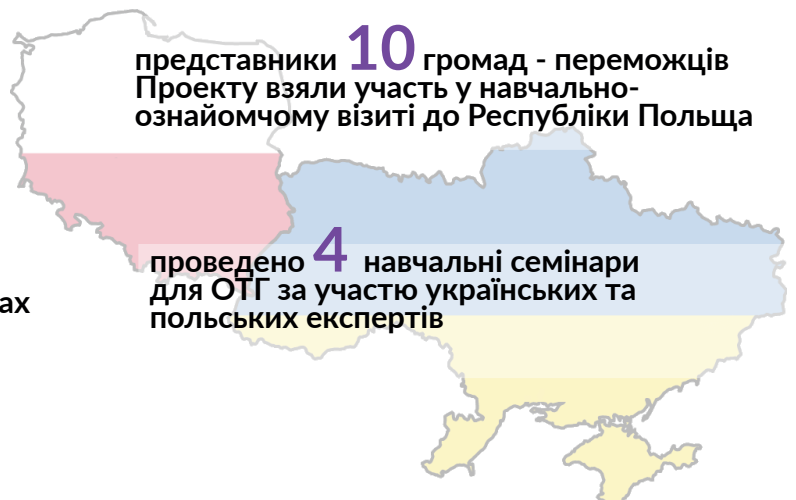 представники 10 громад - переможців
Проекту взяли участь у навчально-
ознайомчому візиті до Республіки Польща
проведено 4 навчальні семінари
для ОТГ за участю українських та
польських експертів
ах